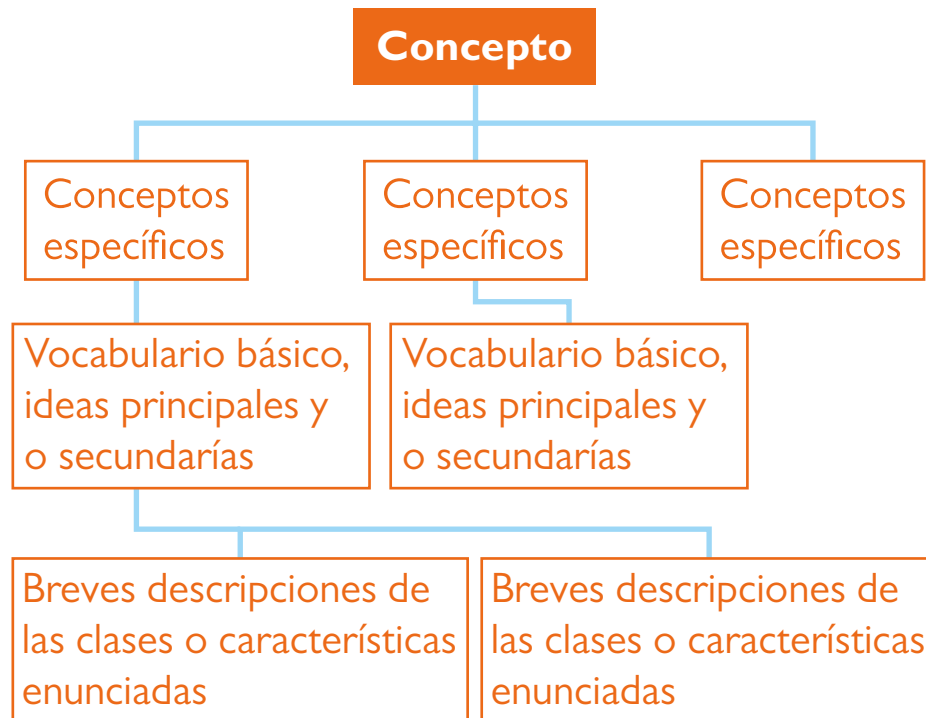 Concepto
Conceptos
específicos
Conceptos
específicos
Conceptos
específicos
Vocabulario básico,
ideas principales y
o secundarías
Vocabulario básico,
ideas principales y
o secundarías
Breves descripciones de
las clases o características
enunciadas
Breves descripciones de
las clases o características
enunciadas